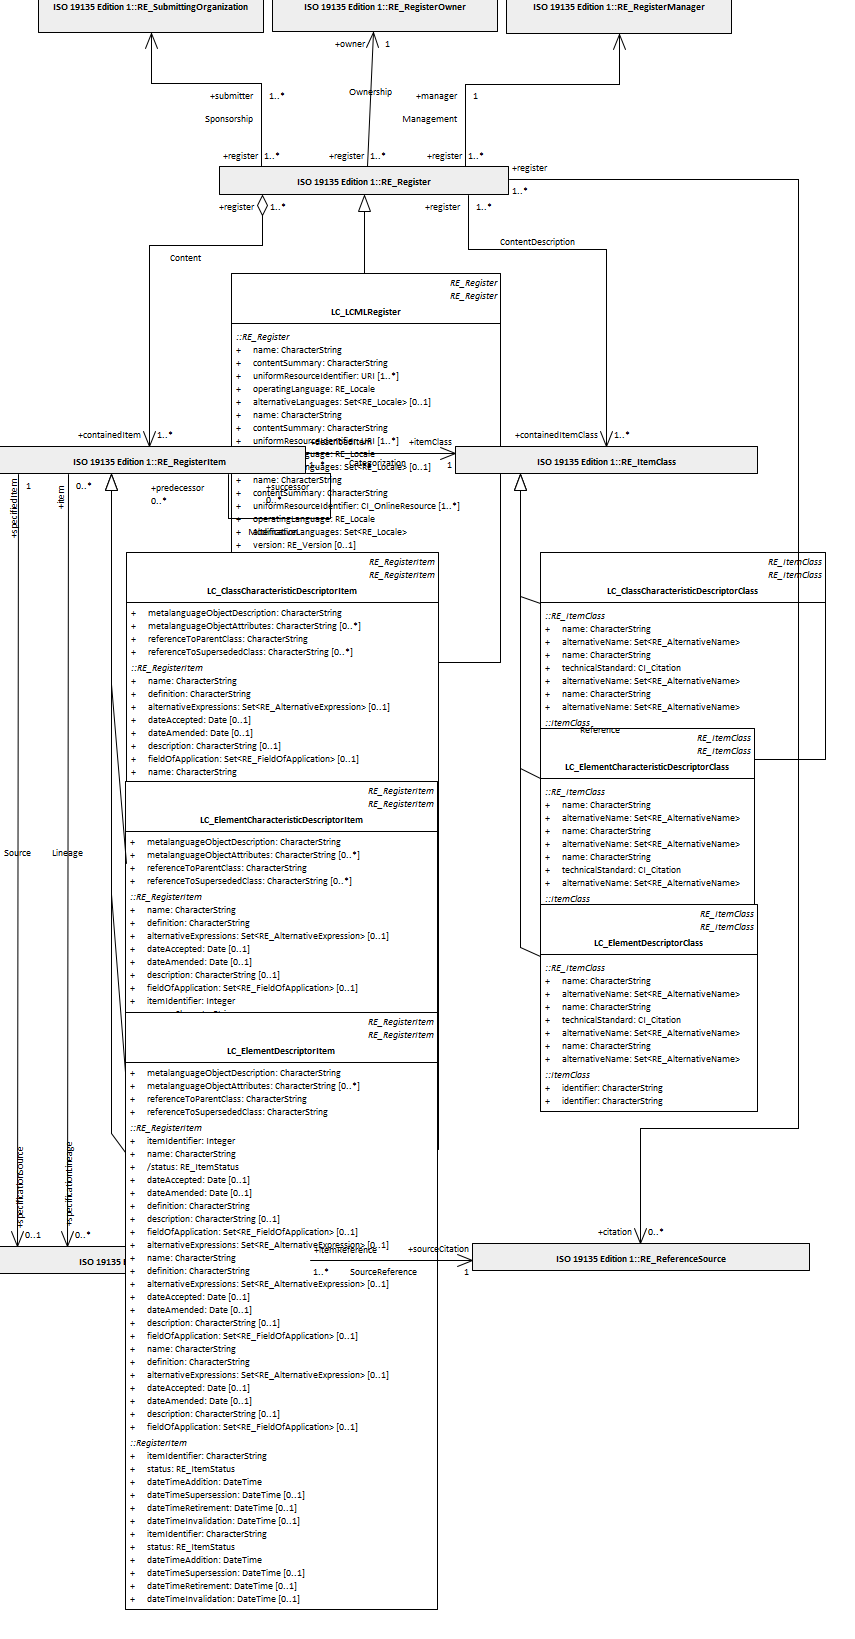 ISO 19135 Edition 1::RE_SubmittingOrganization
ISO 19135 Edition 1::RE_RegisterOwner
ISO 19135 Edition 1::RE_RegisterManager
+owner 1
+submitter 1..*
Ownership
+manager 1
Sponsorship
Management
+register 1..*
+register 1..*
+register 1..*
ISO 19135 Edition 1::RE_Register
+register
1..*
+register 1..*
+register 1..*
Content
ContentDescription
RE_Register
RE_Register
LC_LCMLRegister
::RE_Register
+ name: CharacterString
+ contentSummary: CharacterString
+ uniformResourceIdentifier: URI [1..*]
+ operatingLanguage: RE_Locale
+ alternativeLanguages: Set<RE_Locale> [0..1]
+ name: CharacterString
+ contentSummary: CharacterString
+ uniformResourceIdentifier: URI [1..*]
guage: RE_Locale
nguages: Set<RE_Locale> [0..1]
+ name: CharacterString
+ contentSummary: CharacterString
+ uniformResourceIdentifier: CI_OnlineResource [1..*]
+ operatingLanguage: RE_Locale
+ alternativeLanguages: Set<RE_Locale>
+ version: RE_Version [0..1]
+containedItem 1..*
+describedItem
+itemClass
Categorization
1
+containedItemClass 1..*
ISO 19135 Edition 1::RE_RegisterItem
ISO 19135 Edition 1::RE_ItemClass
+specifiedItem
1
+item
0..*
+predecessor
0..*
+successor
0..*
RE_RegisterItem
RE_RegisterItem
LC_ClassCharacteristicDescriptorItem
+ metalanguageObjectDescription: CharacterString
+ metalanguageObjectAttributes: CharacterString [0..*]
+ referenceToParentClass: CharacterString
+ referenceToSupersededClass: CharacterString [0..*]
::RE_RegisterItem
+ name: CharacterString
+ definition: CharacterString
+ alternativeExpressions: Set<RE_AlternativeExpression> [0..1]
+ dateAccepted: Date [0..1]
+ dateAmended: Date [0..1]
+ description: CharacterString [0..1]
+ fieldOfApplication: Set<RE_FieldOfApplication> [0..1]
+ name: CharacterString
RE_ItemClass
RE_ItemClass
LC_ClassCharacteristicDescriptorClass
::RE_ItemClass
+ name: CharacterString
+ alternativeName: Set<RE_AlternativeName>
+ name: CharacterString
+ technicalStandard: CI_Citation
+ alternativeName: Set<RE_AlternativeName>
+ name: CharacterString
+ alternativeName: Set<RE_AlternativeName>
::ItemClass
Reference
RE_ItemClass
RE_ItemClass
LC_ElementCharacteristicDescriptorClass
::RE_ItemClass
+ name: CharacterString
+ alternativeName: Set<RE_AlternativeName>
+ name: CharacterString
+ alternativeName: Set<RE_AlternativeName>
+ name: CharacterString
+ technicalStandard: CI_Citation
+ alternativeName: Set<RE_AlternativeName>
::ItemClass
RE_RegisterItem
RE_RegisterItem
LC_ElementCharacteristicDescriptorItem
+ metalanguageObjectDescription: CharacterString
+ metalanguageObjectAttributes: CharacterString [0..*]
+ referenceToParentClass: CharacterString
+ referenceToSupersededClass: CharacterString [0..*]
::RE_RegisterItem
+ name: CharacterString
+ definition: CharacterString
+ alternativeExpressions: Set<RE_AlternativeExpression> [0..1]
+ dateAccepted: Date [0..1]
+ dateAmended: Date [0..1]
+ description: CharacterString [0..1]
+ fieldOfApplication: Set<RE_FieldOfApplication> [0..1]
+ itemIdentifier: Integer
Source
Lineage
RE_ItemClass
RE_ItemClass
LC_ElementDescriptorClass
::RE_ItemClass
+ name: CharacterString
+ alternativeName: Set<RE_AlternativeName>
+ name: CharacterString
+ technicalStandard: CI_Citation
+ alternativeName: Set<RE_AlternativeName>
+ name: CharacterString
+ alternativeName: Set<RE_AlternativeName>
::ItemClass
+ identifier: CharacterString
+ identifier: CharacterString
RE_RegisterItem
RE_RegisterItem
LC_ElementDescriptorItem
+ metalanguageObjectDescription: CharacterString
+ metalanguageObjectAttributes: CharacterString [0..*]
+ referenceToParentClass: CharacterString
+ referenceToSupersededClass: CharacterString
::RE_RegisterItem
+ itemIdentifier: Integer
+ name: CharacterString
+ /status: RE_ItemStatus
+ dateAccepted: Date [0..1]
+ dateAmended: Date [0..1]
+ definition: CharacterString
+ description: CharacterString [0..1]
+ fieldOfApplication: Set<RE_FieldOfApplication> [0..1]
+ alternativeExpressions: Set<RE_AlternativeExpression> [0..1]
+ name: CharacterString
+ definition: CharacterString
+ alternativeExpressions: Set<RE_AlternativeExpression> [0..1]
+ dateAccepted: Date [0..1]
+ dateAmended: Date [0..1]
+ description: CharacterString [0..1]
+ fieldOfApplication: Set<RE_FieldOfApplication> [0..1]
+ name: CharacterString
+ definition: CharacterString
+ alternativeExpressions: Set<RE_AlternativeExpression> [0..1]
+ dateAccepted: Date [0..1]
+ dateAmended: Date [0..1]
+ description: CharacterString [0..1]
+ fieldOfApplication: Set<RE_FieldOfApplication> [0..1]
::RegisterItem
+ itemIdentifier: CharacterString
+ status: RE_ItemStatus
+ dateTimeAddition: DateTime
+ dateTimeSupersession: DateTime [0..1]
+ dateTimeRetirement: DateTime [0..1]
+ dateTimeInvalidation: DateTime [0..1]
+ itemIdentifier: CharacterString
+ status: RE_ItemStatus
+ dateTimeAddition: DateTime
+ dateTimeSupersession: DateTime [0..1]
+ dateTimeRetirement: DateTime [0..1]
+ dateTimeInvalidation: DateTime [0..1]
+specificationSource
0..1
+specificationLineage
0..*
ISO 19135 
+itemReference
1..*
SourceReference
+sourceCitation
1
+citation 0..*
ISO 19135 Edition 1::RE_ReferenceSource